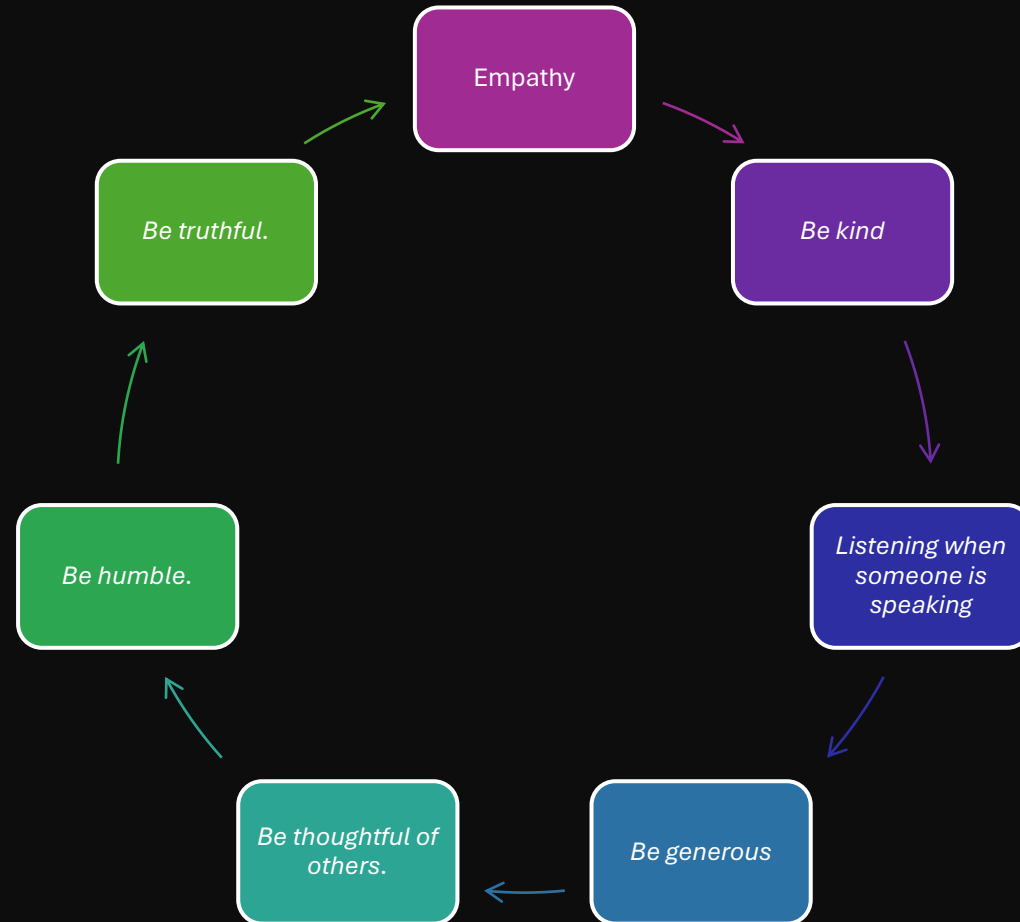 Empathy
Be kind
Listening when
someone is
speaking
Be generous
Be thoughtful of
others.
Be humble.
Be truthful.